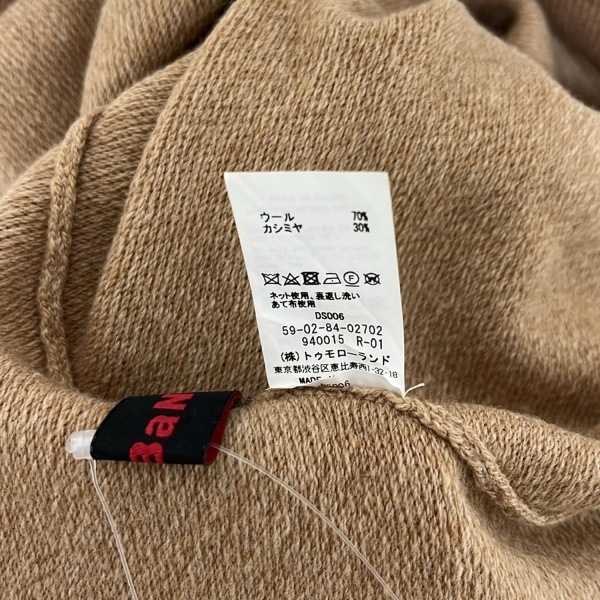 ウール 70%
カシミヤ 30%
F W
ネット使用、裏返し洗い
あて布使用
DS006
59-02-84-02702
940015 R-01
(株)トゥモローランド
東京都渋谷区恵比寿西1-32-18
MADE
BaN